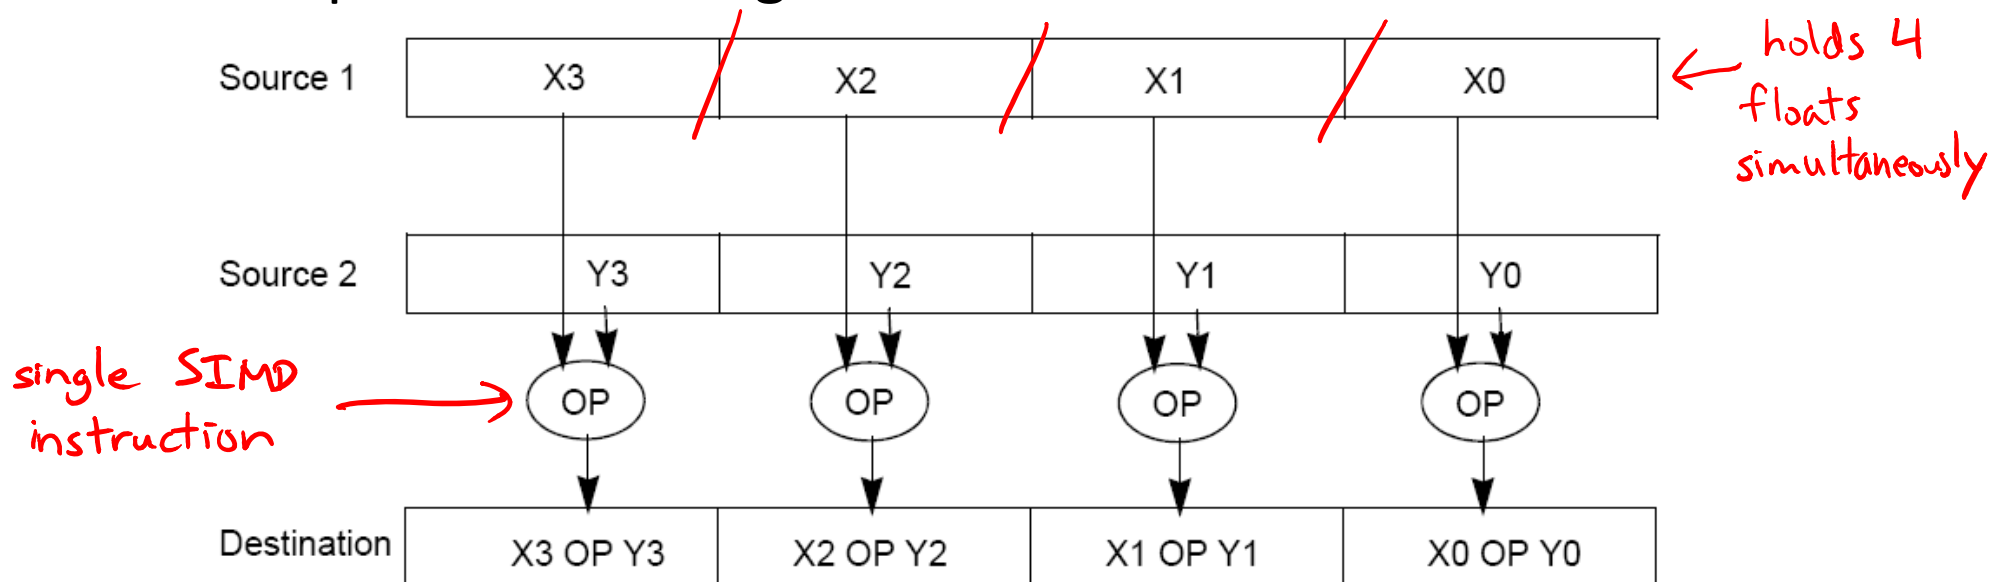 Source 1 X3 X2 X1 X0
holds 4
floats
simultaneously
Source 2 Y3 Y2 Y1 Y0
single SIMD
instruction
OP OP OP OP
Destination X3 OP Y3 X2 OP Y2 X1 OP Y1 X0 OP Y0